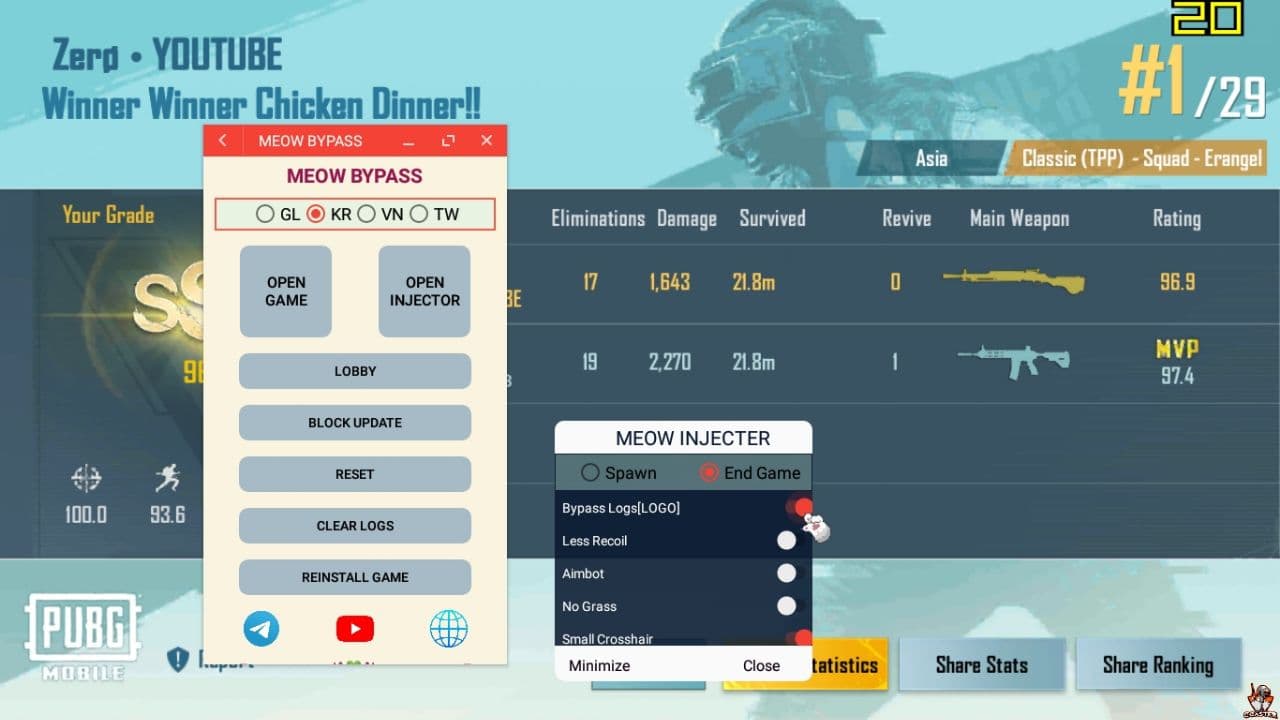 20
Zerø • YOUTUBE
Winner Winner Chicken Dinner!!
#1/29
Asia
Classic (TPP) - Squad - Erangel
MEOW BYPASS
MEOW BYPASS
GL KR VN TW
OPEN
GAME
OPEN
INJECTOR
LOBBY
BLOCK UPDATE
RESET
CLEAR LOGS
REINSTALL GAME
Your Grade
Eliminations Damage Survived Revive Main Weapon Rating
17 1,643 21.8m 0 96.9
19 2,270 21.8m 1 MVP
97.4
100.0 93.6
MEOW INJECTER
Spawn End Game
Bypass Logs[LOGO]
Less Recoil
Aimbot
No Grass
Small Crosshair
Minimize Close
PUBG
MOBILE
Report
Share Stats
Share Ranking